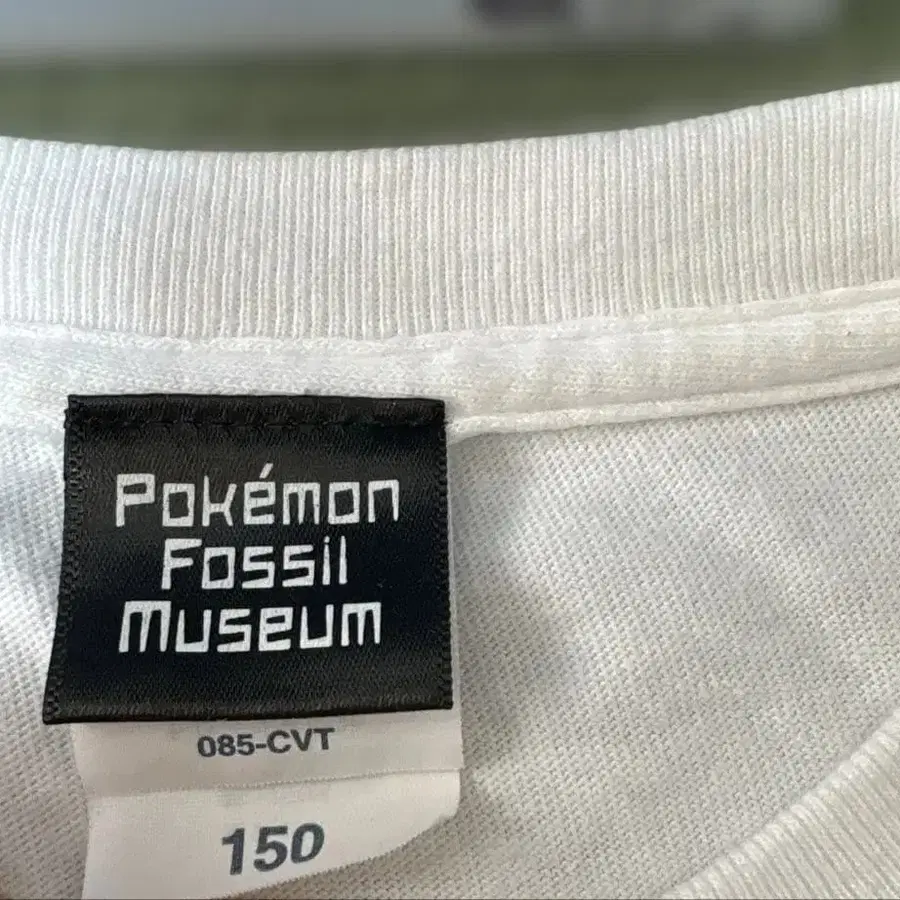 Pokémon
Fossil
Museum
085-CVT
150